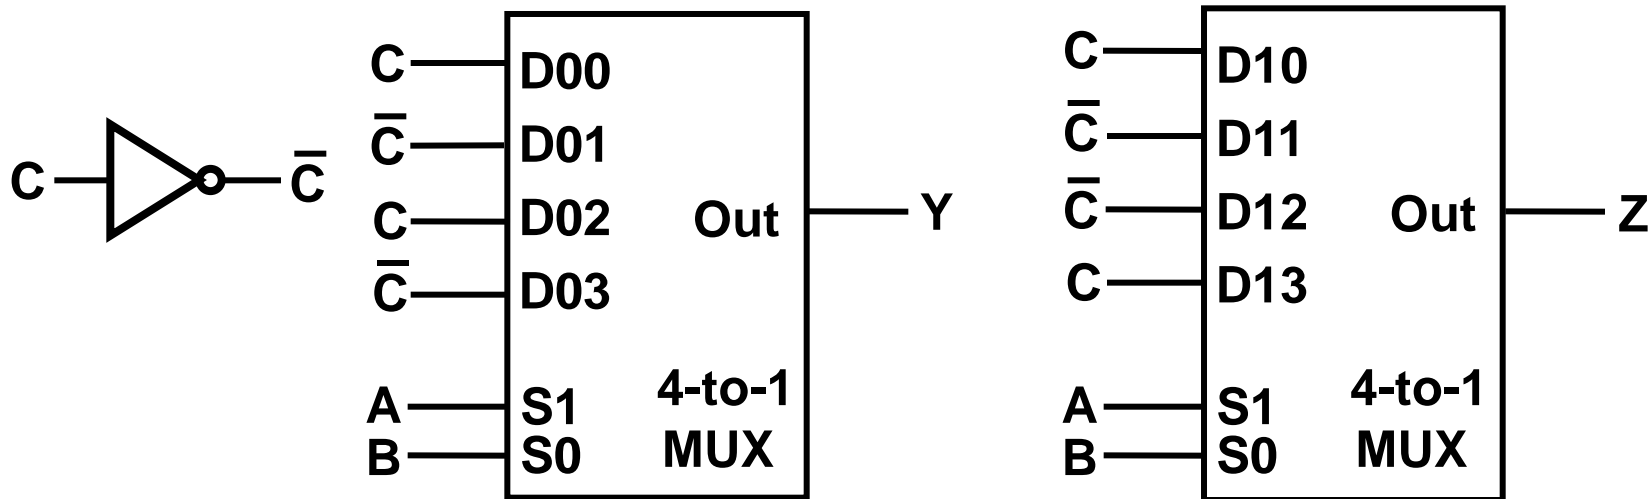 C
C̅
C
C̅
C
C̅
A
B
D00
D01
D02
D03
S1
S0
Out
4-to-1
MUX
Y
C
C̅
C̅
C
A
B
D10
D11
D12
D13
S1
S0
Out
4-to-1
MUX
Z